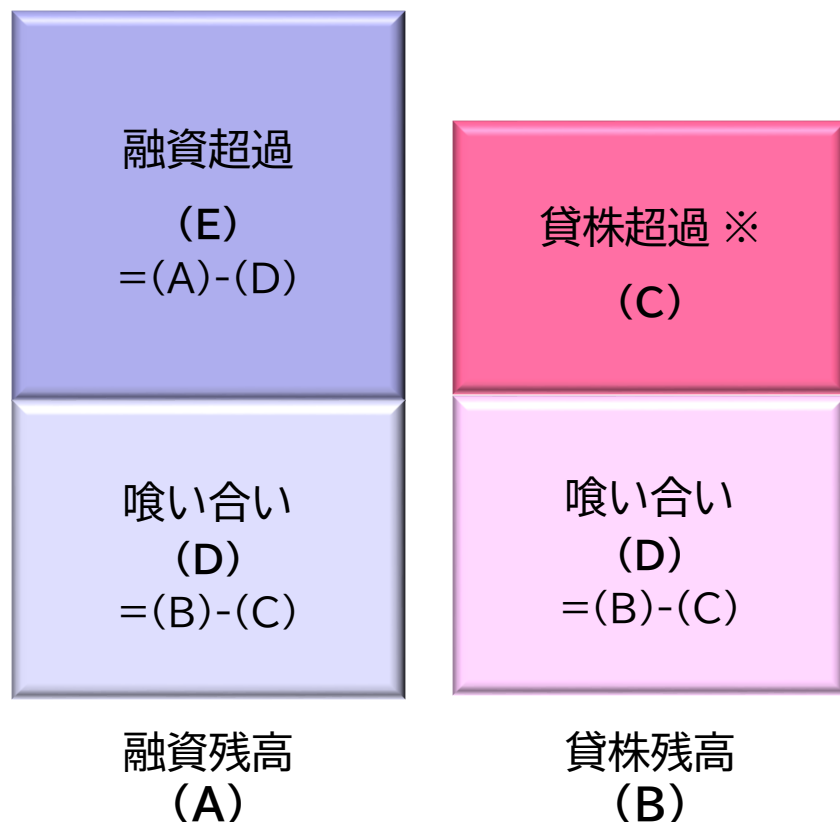 融資超過
（E）
=(A)-(D)
喰い合い
（D）
=(B)-(C)
融資残高
（A）
貸株超過 ※
（C）
喰い合い
（D）
=(B)-(C)
貸株残高
（B）